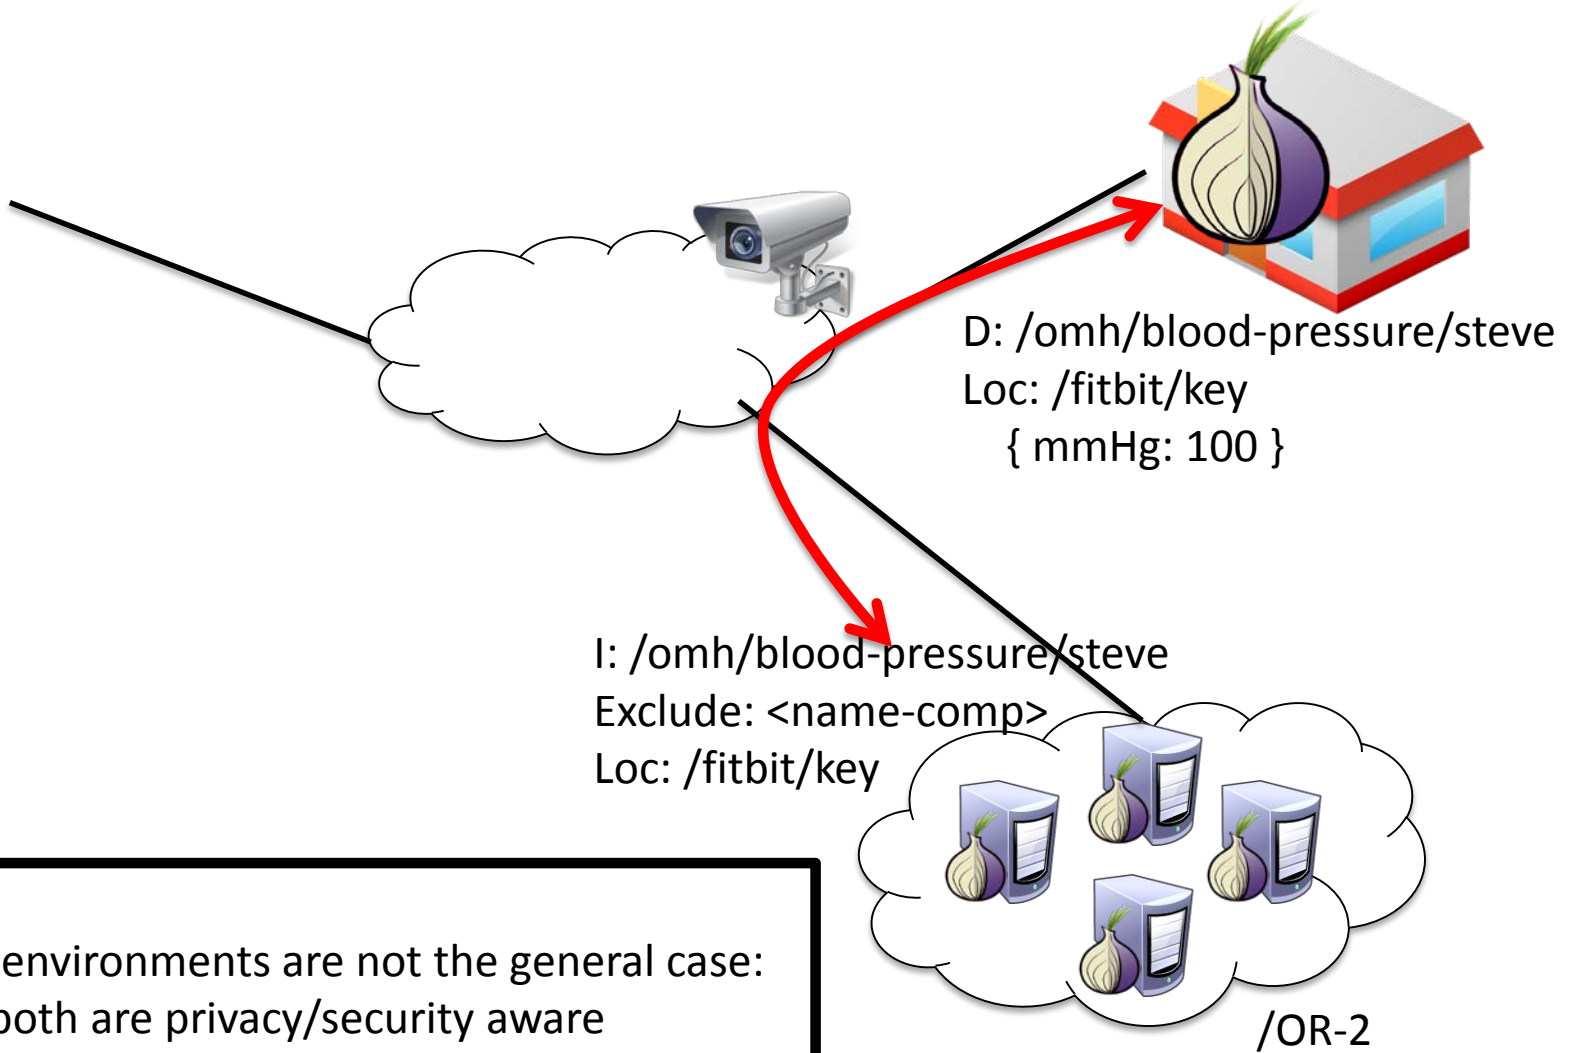 D: /omh/blood-pressure/steve
Loc: /fitbit/key
{ mmHg: 100 }
I: /omh/blood-pressure/steve
Exclude: <name-comp>
Loc: /fitbit/key
environments are not the general case:
both are privacy/security aware
/OR-2